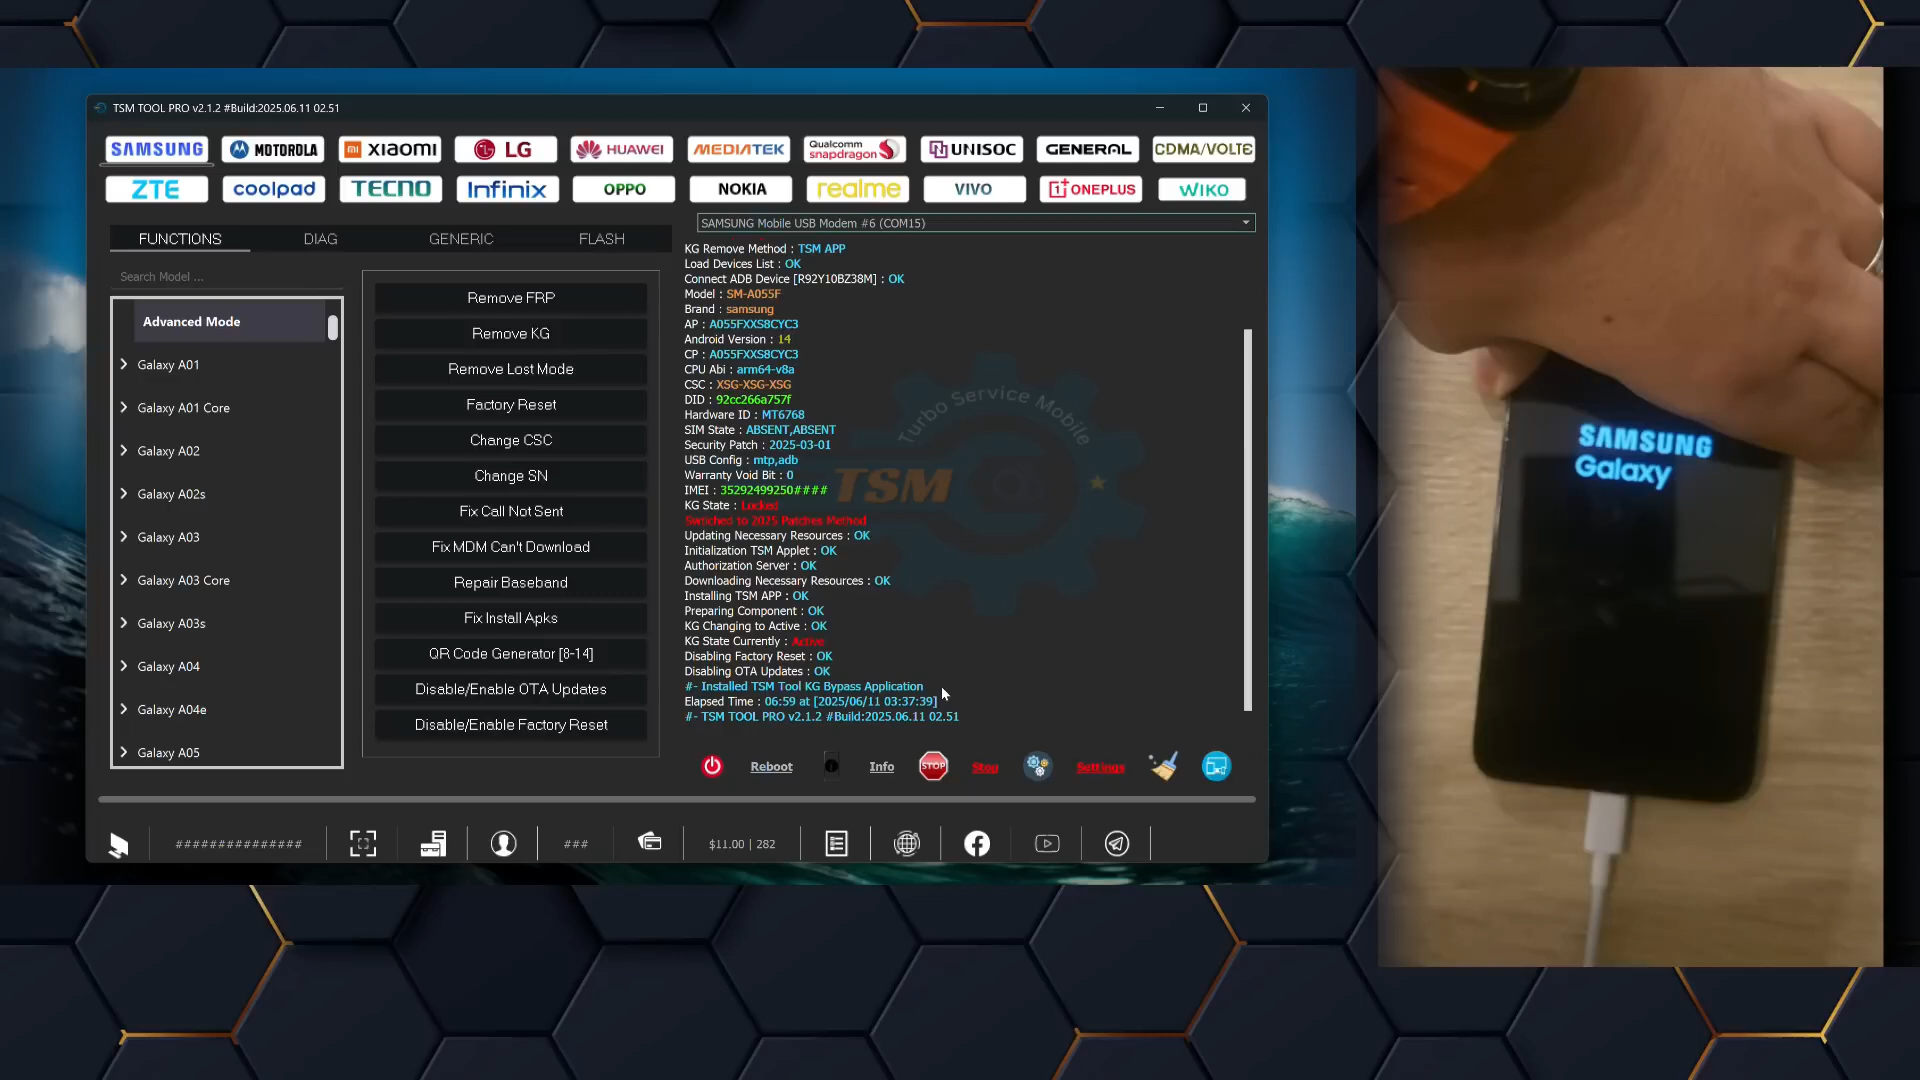 TSM TOOL PRO v2.1.2 #Build:2025.06.11 02.51
SAMSUNG
MOTOROLA
xiaomi
LG
HUAWEI
MEDIATEK
Qualcomm
snapdragon
UNISOC
GENERAL
CDMA/VOLTE
ZTE
coolpad
TECNO
Infinix
OPPO
NOKIA
realme
VIVO
ONEPLUS
WIKO
FUNCTIONS
DIAG
GENERIC
FLASH
SAMSUNG Mobile USB Modem #6 (COM15)
Search Model ...
Advanced Mode
Galaxy A01
Galaxy A01 Core
Galaxy A02
Galaxy A02s
Galaxy A03
Galaxy A03 Core
Galaxy A03s
Galaxy A04
Galaxy A04e
Galaxy A05
Remove FRP
Remove KG
Remove Lost Mode
Factory Reset
Change CSC
Change SN
Fix Call Not Sent
Fix MDM Can't Download
Repair Baseband
Fix Install Apks
QR Code Generator [8-14]
Disable/Enable OTA Updates
Disable/Enable Factory Reset
KG Remove Method : TSM APP
Load Devices List : OK
Connect ADB Device [R92Y10BZ38M] : OK
Model : SM-A055F
Brand : samsung
AP : A055FXXS8CYC3
Android Version : 14
CP : A055FXXS8CYC3
CPU Abi : arm64-v8a
CSC : XSG-XSG-XSG
DID : 92cc266a757f
Hardware ID : MT6768
SIM State : ABSENT,ABSENT
Security Patch : 2025-03-01
USB Config : mtp,adb
Warranty Void Bit : 0
IMEI : 35292499250####
KG State : Locked
Swtiched to 2025 Patches Method
Updating Necessary Resources : OK
Initialization TSM Applet : OK
Authorization Server : OK
Downloading Necessary Resources : OK
Installing TSM APP : OK
Preparing Component : OK
KG Changing to Active : OK
KG State Currently : Active
Disabling Factory Reset : OK
Disabling OTA Updates : OK
#- Installed TSM Tool KG Bypass Application
Elapsed Time : 06:59 at [2025/06/11 03:37:39]
#- TSM TOOL PRO v2.1.2 #Build:2025.06.11 02.51
Turbo Service Mobile
TSM
Reboot
Info
STOP
Stop
Settings
###############
###
$11.00 | 282
SAMSUNG
Galaxy